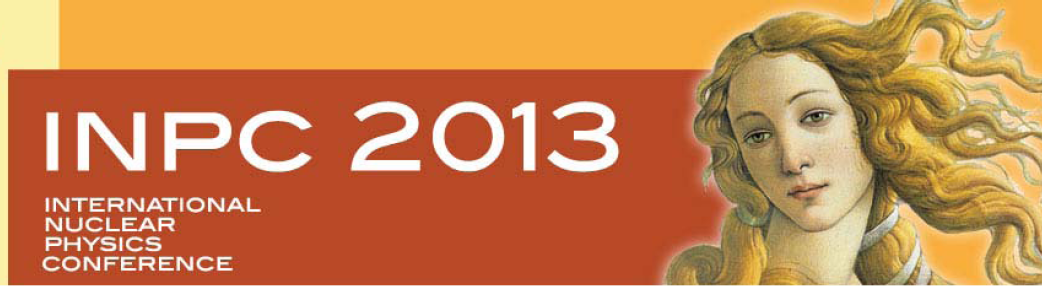 INPC 2013
INTERNATIONAL
NUCLEAR
PHYSICS
CONFERENCE